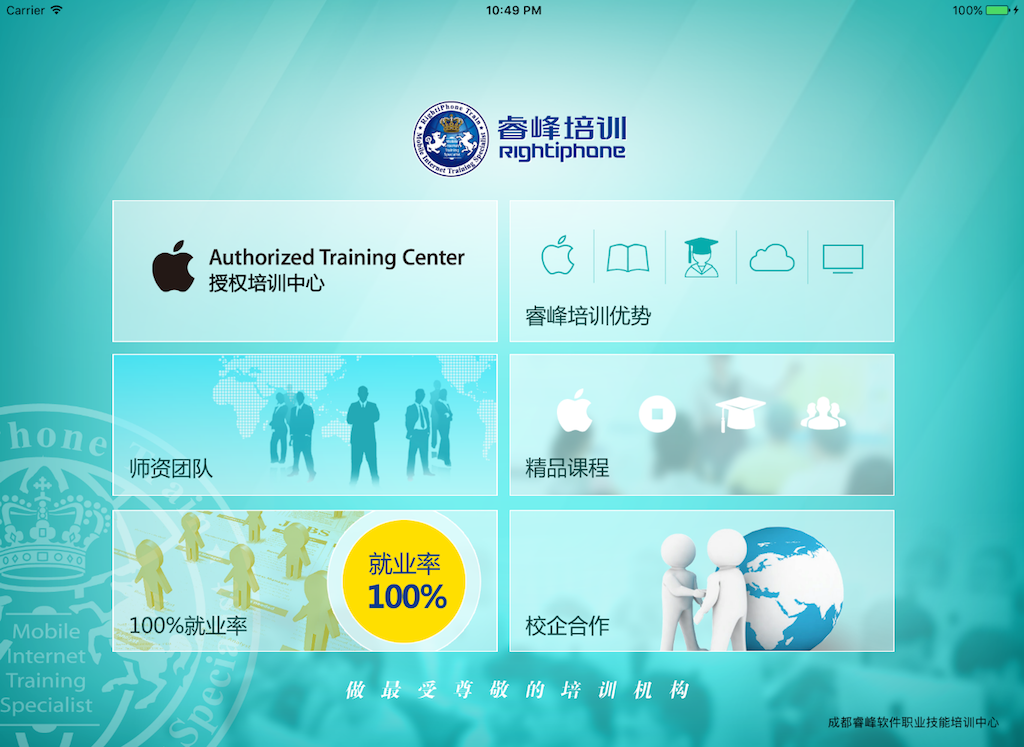 Carrier
10:49 PM
100%
RightiPhone Train
Mobile Internet Training Specialist
睿峰培训
Rightiphone
Authorized Training Center
授权培训中心
睿峰培训优势
师资团队
精品课程
JOBS
就业率
100%
100%就业率
校企合作
Mobile
Internet
Training
Specialist
做最受尊敬的培训机构
成都睿峰软件职业技能培训中心